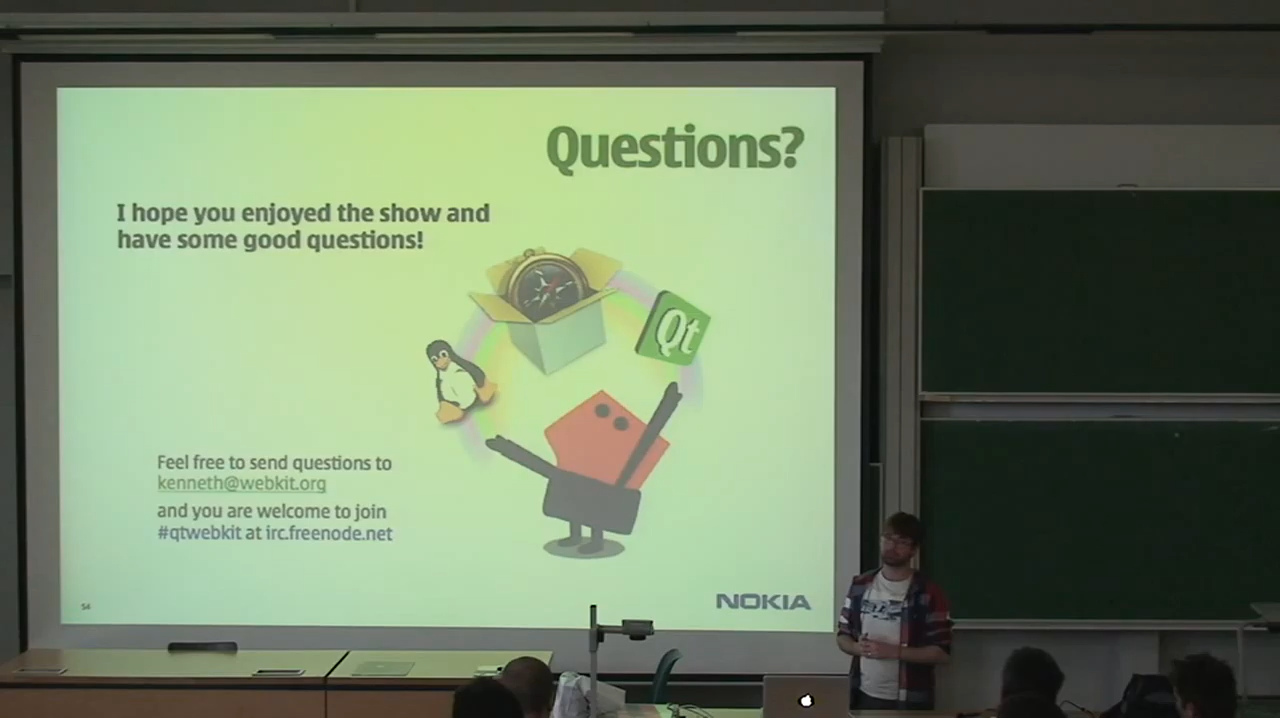 Questions?
I hope you enjoyed the show and
have some good questions!
Qt
Feel free to send questions to
kenneth@webkit.org
and you are welcome to join
#qtwebkit at irc.freenode.net
54
NOKIA